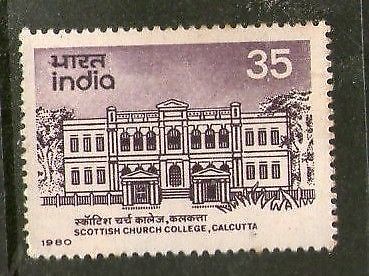 भारत 35
india
स्कॉटिश चर्च कालेज, कलकत्ता
SCOTTISH CHURCH COLLEGE, CALCUTTA
1980